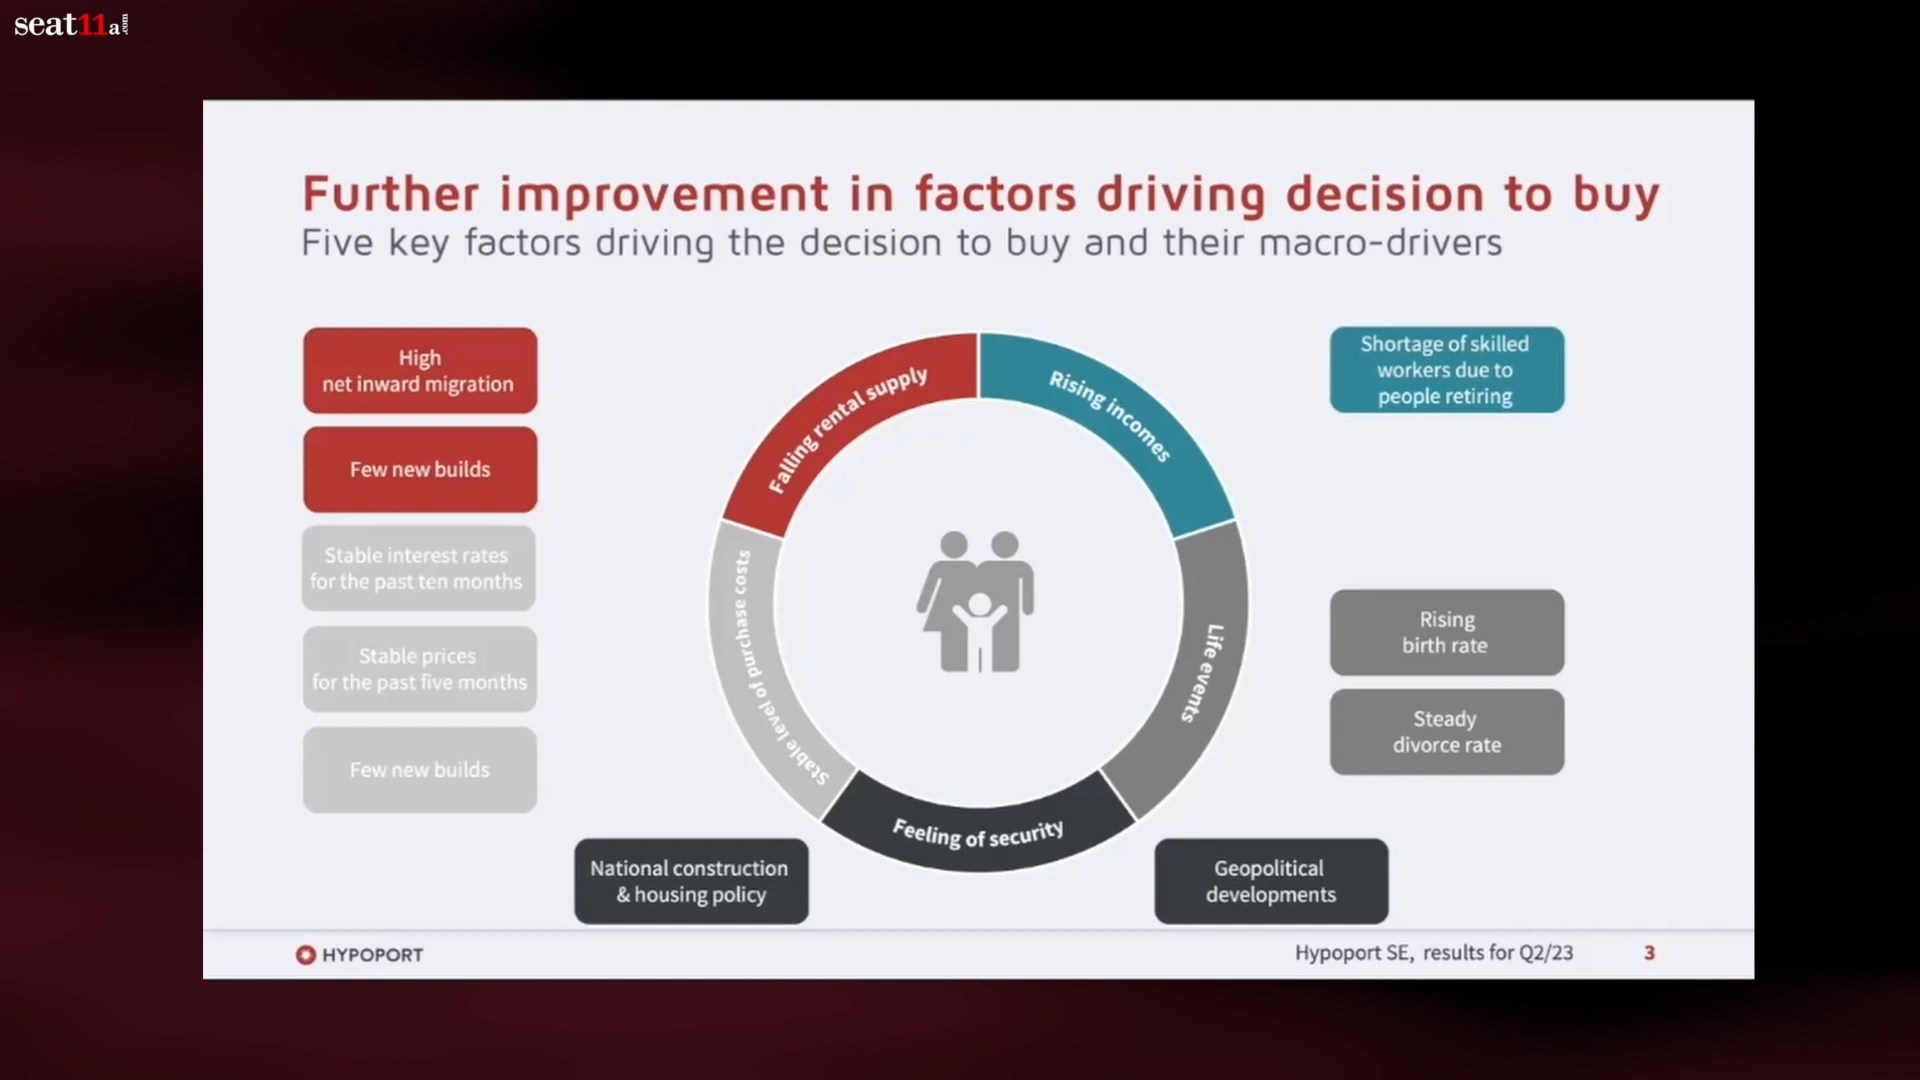 seat11a.com
Further improvement in factors driving decision to buy
Five key factors driving the decision to buy and their macro-drivers
High
net inward migration
Few new builds
Stable interest rates
for the past ten months
Stable prices
for the past five months
Few new builds
Falling rental supply
Rising incomes
Stable level of purchase costs
Life events
Feeling of security
Shortage of skilled
workers due to
people retiring
Rising
birth rate
Steady
divorce rate
National construction
& housing policy
Geopolitical
developments
HYPOPORT
Hypoport SE, results for Q2/23
3